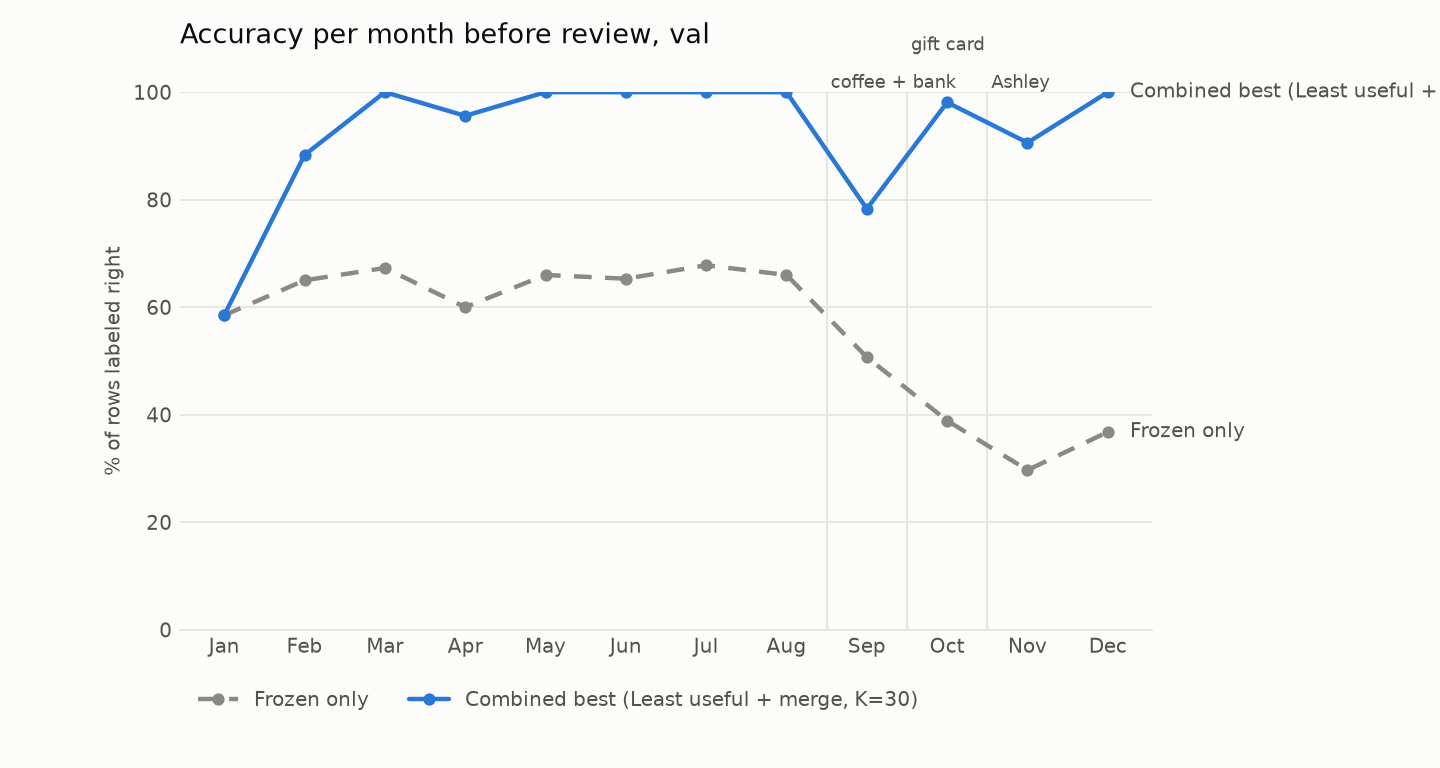 Accuracy per month before review, val
gift card
coffee + bank
Ashley
Combined best (Least useful +
100
80
60
40
20
0
% of rows labeled right
Frozen only
Jan Feb Mar Apr May Jun Jul Aug Sep Oct Nov Dec
Frozen only
Combined best (Least useful + merge, K=30)